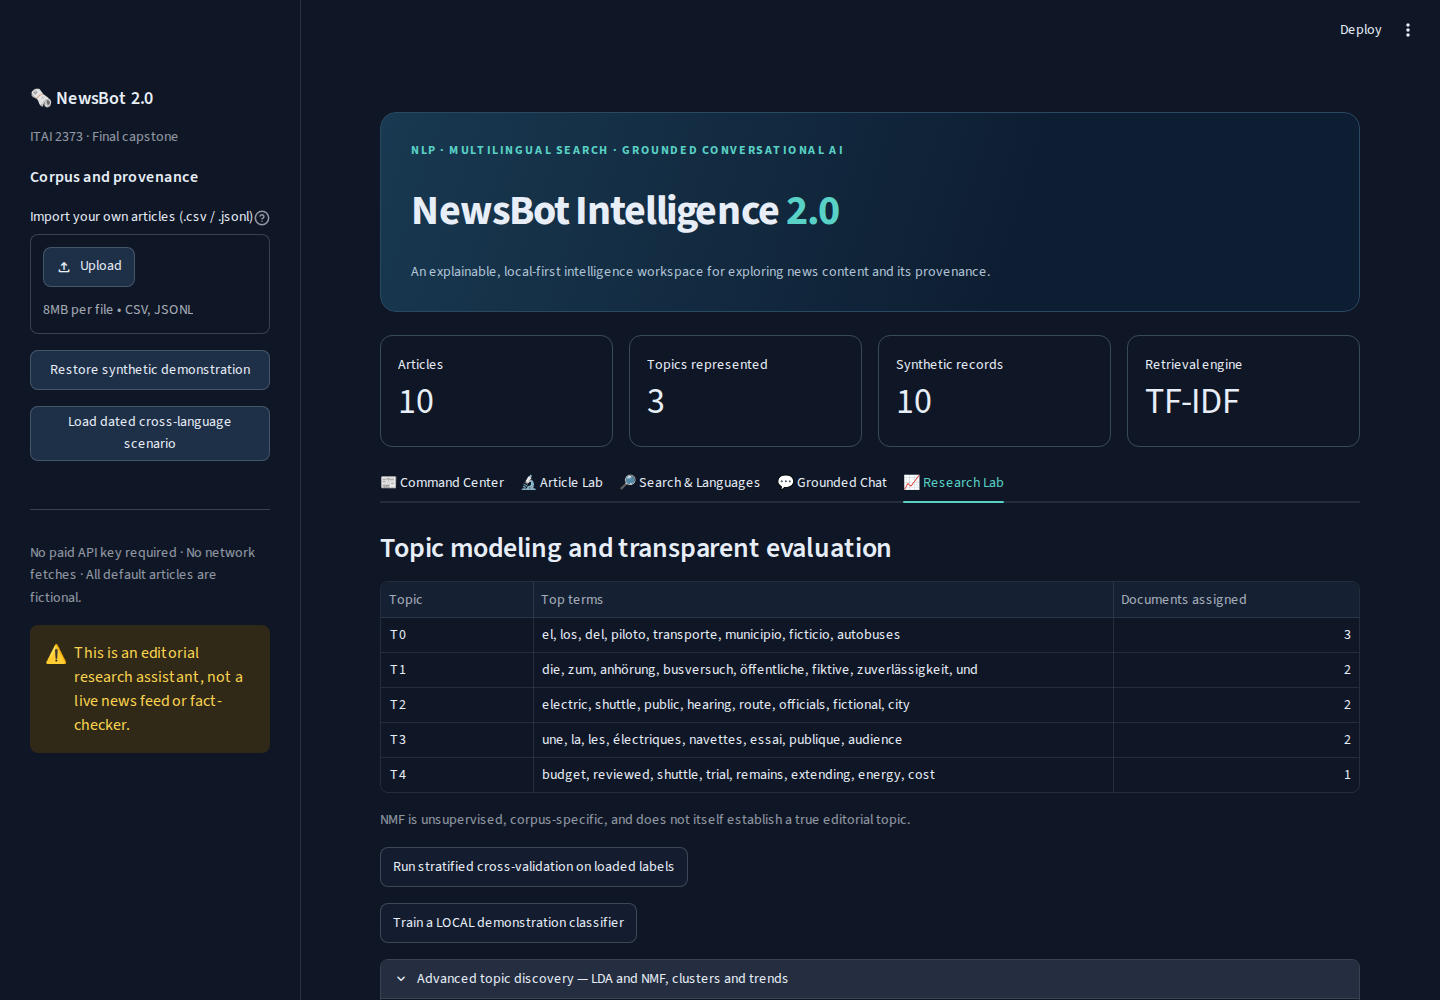 Deploy
🗞️ NewsBot 2.0
ITAI 2373 · Final capstone
Corpus and provenance
Import your own articles (.csv / .jsonl)
Upload
8MB per file • CSV, JSONL
Restore synthetic demonstration
Load dated cross-language
scenario
No paid API key required · No network
fetches · All default articles are
fictional.
⚠️ This is an editorial
research assistant, not a
live news feed or fact-
checker.
NLP · MULTILINGUAL SEARCH · GROUNDED CONVERSATIONAL AI
NewsBot Intelligence 2.0
An explainable, local-first intelligence workspace for exploring news content and its provenance.
Articles
10
Topics represented
3
Synthetic records
10
Retrieval engine
TF-IDF
📰 Command Center 🔬 Article Lab 🔎 Search & Languages 💬 Grounded Chat 📈 Research Lab
Topic modeling and transparent evaluation
Topic Top terms Documents assigned
T0 el, los, del, piloto, transporte, municipio, ficticio, autobuses 3
T1 die, zum, anhörung, busversuch, öffentliche, fiktive, zuverlässigkeit, und 2
T2 electric, shuttle, public, hearing, route, officials, fictional, city 2
T3 une, la, les, électriques, navettes, essai, publique, audience 2
T4 budget, reviewed, shuttle, trial, remains, extending, energy, cost 1
NMF is unsupervised, corpus-specific, and does not itself establish a true editorial topic.
Run stratified cross-validation on loaded labels
Train a LOCAL demonstration classifier
Advanced topic discovery — LDA and NMF, clusters and trends